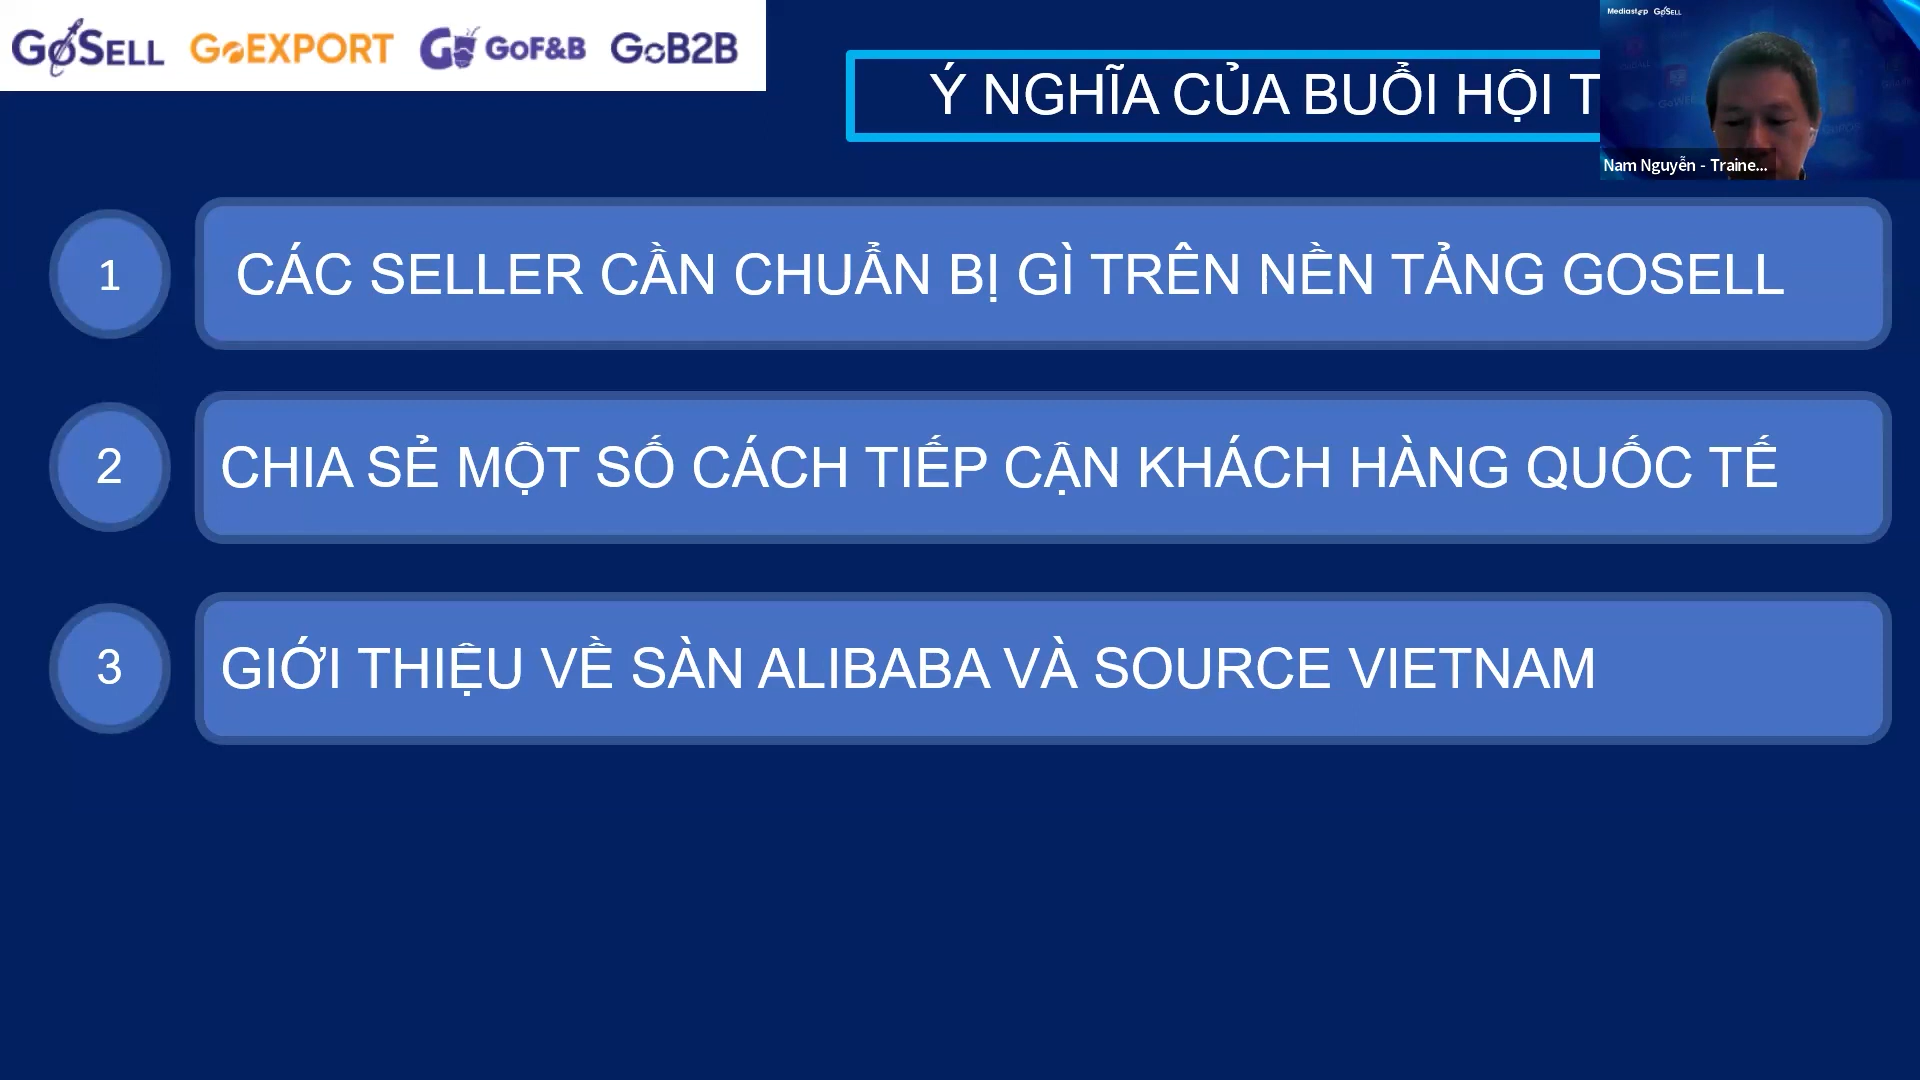 GoSELL GoEXPORT GoF&B GoB2B
Mediastep GoSELL
Ý NGHĨA CỦA BUỔI HỘI T
Nam Nguyễn - Traine...
1 CÁC SELLER CẦN CHUẨN BỊ GÌ TRÊN NỀN TẢNG GOSELL
2 CHIA SẺ MỘT SỐ CÁCH TIẾP CẬN KHÁCH HÀNG QUỐC TẾ
3 GIỚI THIỆU VỀ SÀN ALIBABA VÀ SOURCE VIETNAM